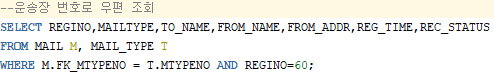 --운송장 번호로 우편 조회
SELECT REGINO,MAILTYPE,TO_NAME,FROM_NAME,FROM_ADDR,REG_TIME,REC_STATUS
FROM MAIL M, MAIL_TYPE T
WHERE M.FK_MTYPENO = T.MTYPENO AND REGINO=60;